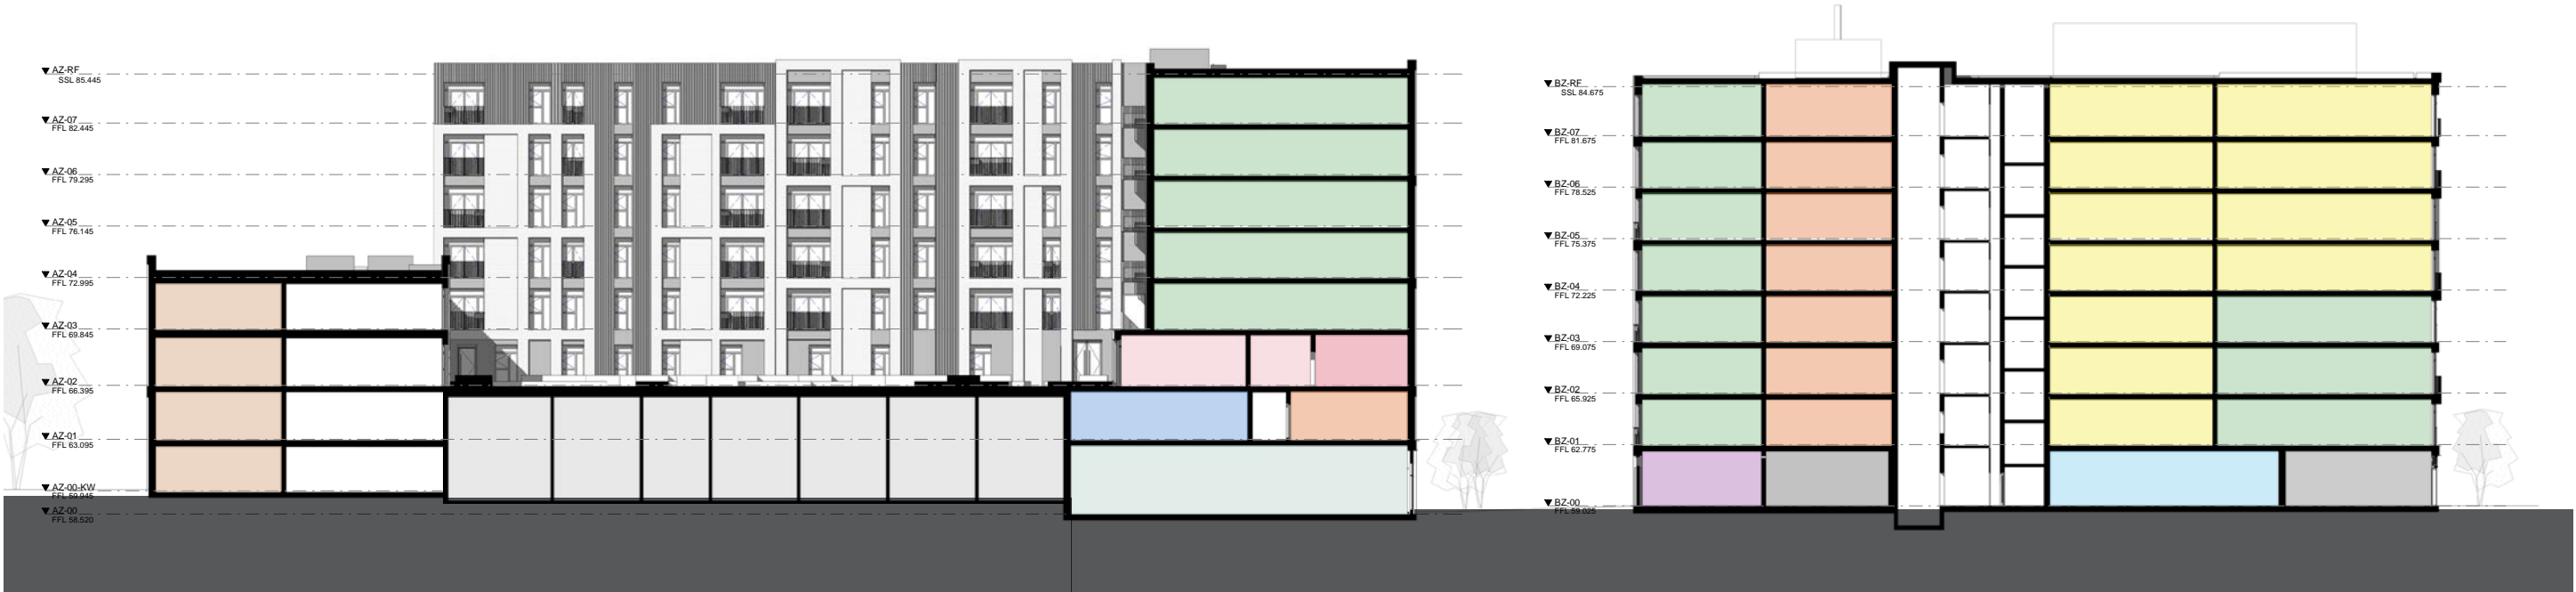 AZ-RF
SSL 85.445
AZ-07
FFL 82.445
AZ-06
FFL 79.295
AZ-05
FFL 76.145
AZ-04
FFL 72.995
AZ-03
FFL 69.845
AZ-02
FFL 66.395
AZ-01
FFL 63.095
AZ-00-KW
FFL 59.945
AZ-00
FFL 58.520
BZ-RF
SSL 84.675
BZ-07
FFL 81.675
BZ-06
FFL 78.525
BZ-05
FFL 75.375
BZ-04
FFL 72.225
BZ-03
FFL 69.075
BZ-02
FFL 65.925
BZ-01
FFL 62.775
BZ-00
FFL 59.025